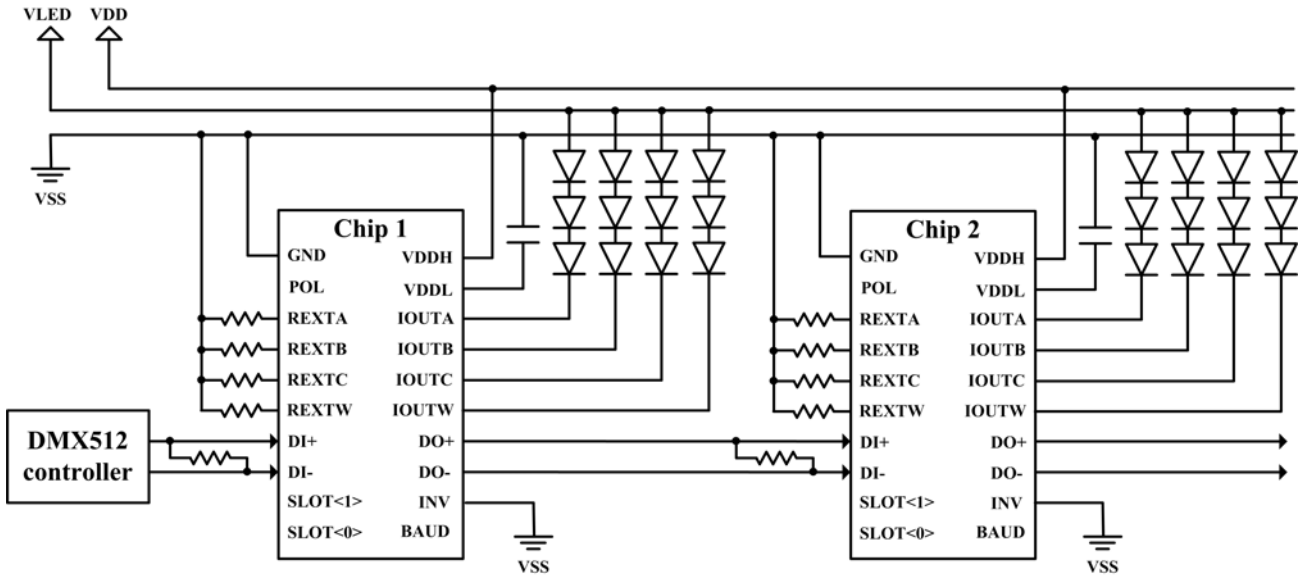 VLED VDD
VSS
Chip 1
GND VDDH
POL VDDL
REXTA IOUTA
REXTB IOUTB
REXTC IOUTC
REXTW IOUTW
DI+ DO+
DI- DO-
SLOT<1> INV
SLOT<0> BAUD
VSS
Chip 2
GND VDDH
POL VDDL
REXTA IOUTA
REXTB IOUTB
REXTC IOUTC
REXTW IOUTW
DI+ DO+
DI- DO-
SLOT<1> INV
SLOT<0> BAUD
VSS
DMX512
controller